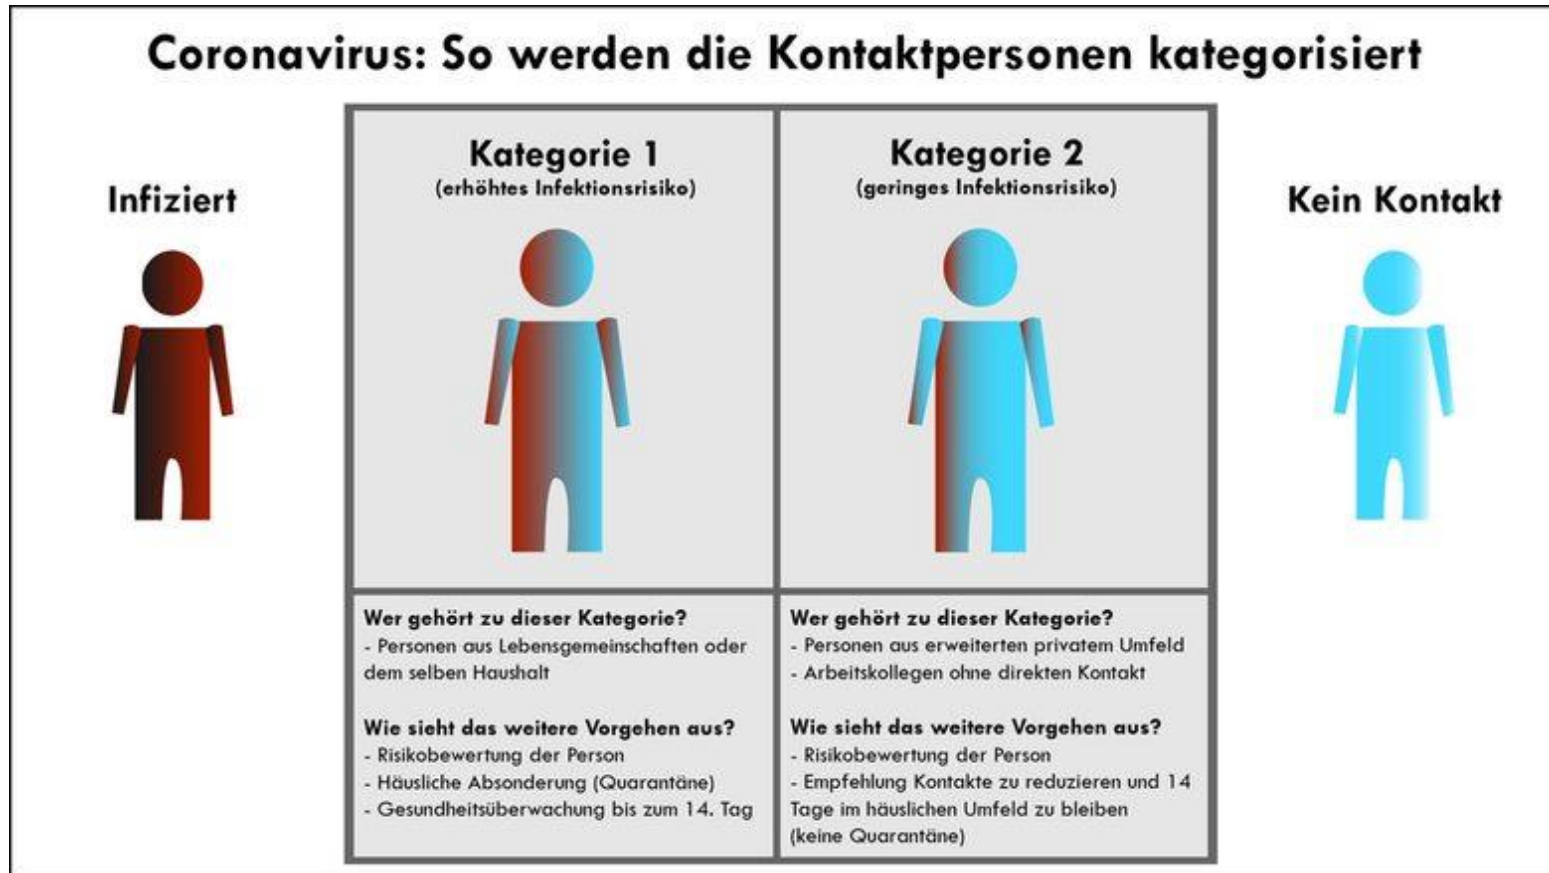 Coronavirus: So werden die Kontaktpersonen kategorisiert
Infiziert
Kategorie 1
(erhöhtes Infektionsrisiko)
Wer gehört zu dieser Kategorie?
- Personen aus Lebensgemeinschaften oder
dem selben Haushalt
Wie sieht das weitere Vorgehen aus?
- Risikobewertung der Person
- Häusliche Absonderung (Quarantäne)
- Gesundheitsüberwachung bis zum 14. Tag
Kategorie 2
(geringes Infektionsrisiko)
Wer gehört zu dieser Kategorie?
- Personen aus erweiterten privatem Umfeld
- Arbeitskollegen ohne direkten Kontakt
Wie sieht das weitere Vorgehen aus?
- Risikobewertung der Person
- Empfehlung Kontakte zu reduzieren und 14
Tage im häuslichen Umfeld zu bleiben
(keine Quarantäne)
Kein Kontakt